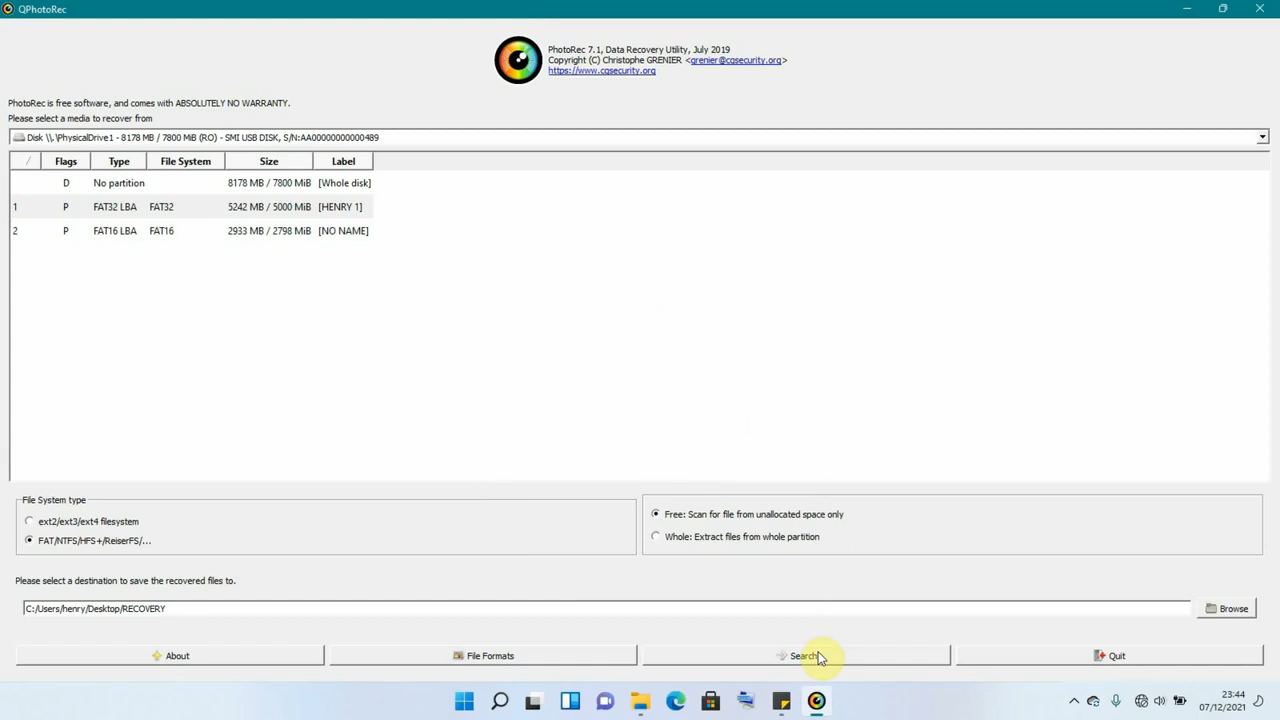 QPhotoRec
PhotoRec 7.1, Data Recovery Utility, July 2019
Copyright (C) Christophe GRENIER <grenier@cgsecurity.org>
https://www.cgsecurity.org
PhotoRec is free software, and comes with ABSOLUTELY NO WARRANTY.
Please select a media to recover from
Disk \\.\PhysicalDrive1 - 8178 MB / 7800 MiB (RO) - SMI USB DISK, S/N:AA00000000000489
/ Flags Type File System Size Label
D No partition 8178 MB / 7800 MiB [Whole disk]
1 P FAT32 LBA FAT32 5242 MB / 5000 MiB [HENRY 1]
2 P FAT16 LBA FAT16 2933 MB / 2798 MiB [NO NAME]
File System type
ext2/ext3/ext4 filesystem
FAT/NTFS/HFS+/ReiserFS/...
Free: Scan for file from unallocated space only
Whole: Extract files from whole partition
Please select a destination to save the recovered files to.
C:/Users/henry/Desktop/RECOVERY
Browse
About File Formats Search Quit
23:44
07/12/2021